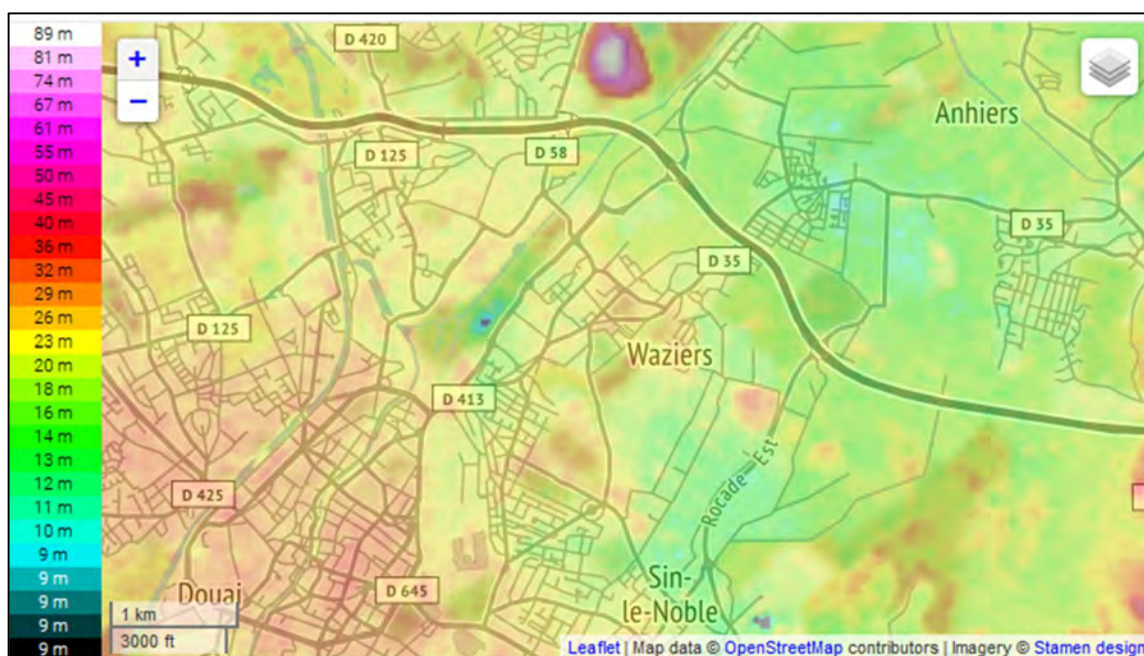 89 m
81 m
74 m
67 m
61 m
55 m
50 m
45 m
40 m
36 m
32 m
29 m
26 m
23 m
20 m
18 m
16 m
14 m
13 m
12 m
11 m
10 m
9 m
9 m
9 m
9 m
9 m
+
−
D 420
Anhiers
D 125
D 58
D 35
D 35
D 125
Waziers
D 413
Rocade Est
D 425
Sin-
le-Noble
Douai
D 645
1 km
3000 ft
Leaflet | Map data © OpenStreetMap contributors | Imagery © Stamen design